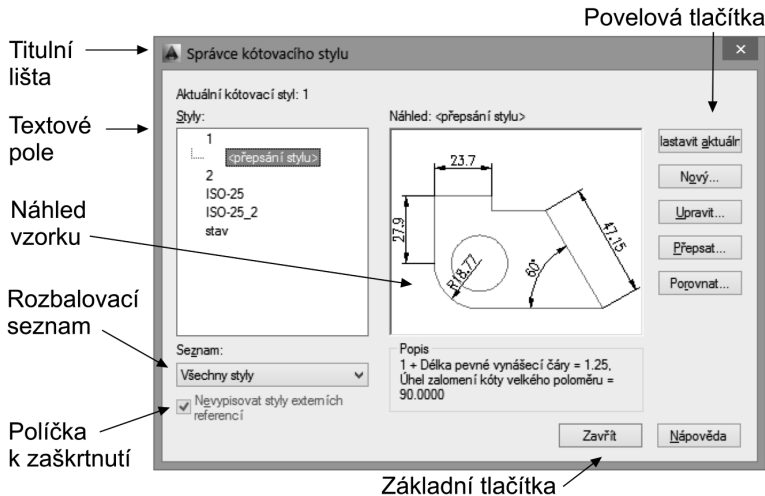 Povelová tlačítka
Titulní
lišta
Správce kótovacího stylu
Aktuální kótovací styl: 1
Styly:
Náhled: <přepsání stylu>
Textové
pole
1
<přepsání stylu>
2
ISO-25
ISO-25_2
stav
23.7
27.9
47.15
R18.77
60°
lastavit aktuálr
Nový...
Upravit...
Přepsat...
Porovnat...
Náhled
vzorku
Rozbalovací
seznam
Seznam:
Všechny styly
Nevypisovat styly externích
referencí
Popis
1 + Délka pevné vynášecí čáry = 1.25,
Úhel zalomení kóty velkého poloměru =
90.0000
Políčka
k zaškrtnutí
Zavřít
Nápověda
Základní tlačítka